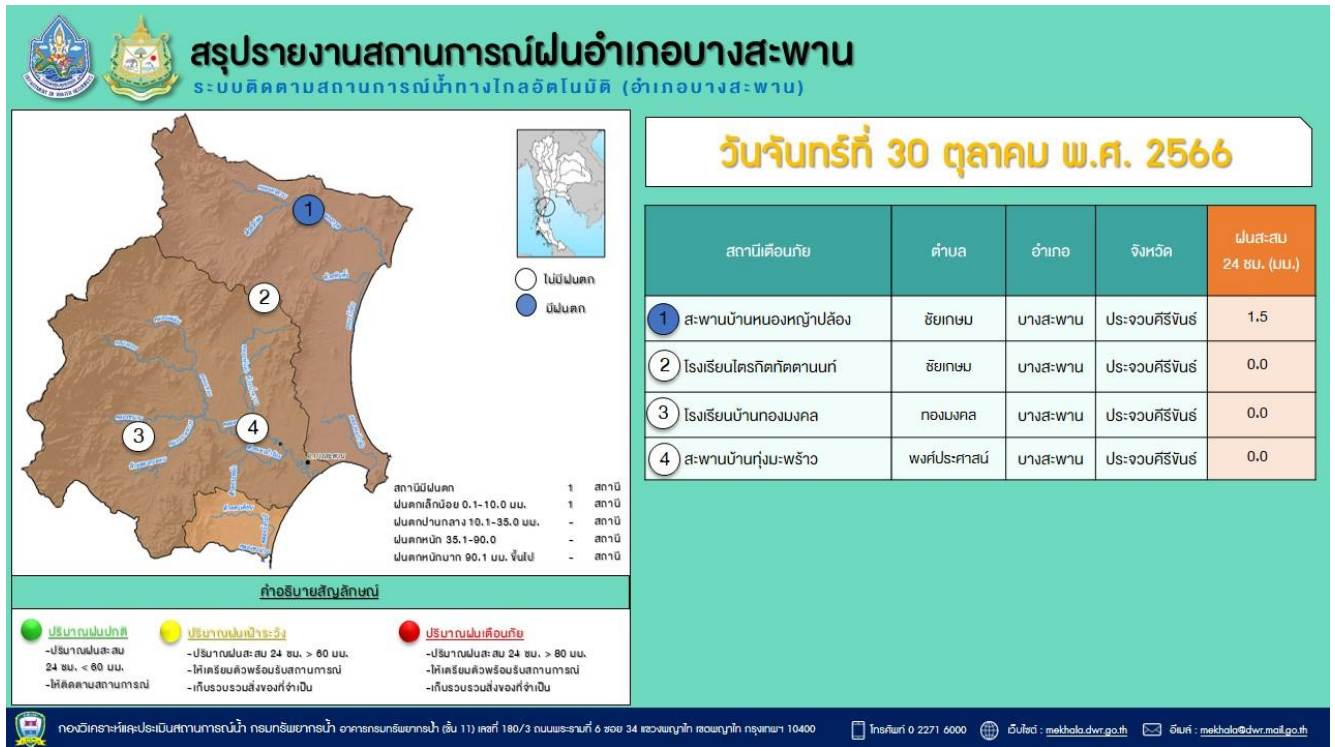 สรุปรายงานสถานการณ์ฝนอำเภอบางสะพาน
ระบบติดตามสถานการณ์น้ำทางไกลอัตโนมัติ (อำเภอบางสะพาน)
วันจันทร์ที่ 30 ตุลาคม พ.ศ. 2566
1
2
3
4
ไม่มีฝนตก
มีฝนตก
สถานีมีฝนตก 1 สถานี
ฝนตกเล็กน้อย 0.1-10.0 มม. 1 สถานี
ฝนตกปานกลาง 10.1-35.0 มม. - สถานี
ฝนตกหนัก 35.1-90.0 - สถานี
ฝนตกหนักมาก 90.1 มม. ขึ้นไป - สถานี
สถานีเตือนภัย ตำบล อำเภอ จังหวัด ฝนสะสม
24 ชม. (มม.)
1 สะพานบ้านหนองหญ้าปล้อง ชัยเกษม บางสะพาน ประจวบคีรีขันธ์ 1.5
2 โรงเรียนไตรกิตทัตตานนท์ ชัยเกษม บางสะพาน ประจวบคีรีขันธ์ 0.0
3 โรงเรียนบ้านทองมงคล ทองมงคล บางสะพาน ประจวบคีรีขันธ์ 0.0
4 สะพานบ้านทุ่งมะพร้าว พงศ์ประศาสน์ บางสะพาน ประจวบคีรีขันธ์ 0.0
คำอธิบายสัญลักษณ์
ปริมาณฝนปกติ
-ปริมาณฝนสะสม
24 ชม. < 60 มม.
-ให้ติดตามสถานการณ์
ปริมาณฝนเฝ้าระวัง
-ปริมาณฝนสะสม 24 ชม. > 60 มม.
-ให้เตรียมตัวพร้อมรับสถานการณ์
-เก็บรวบรวมสิ่งของที่จำเป็น
ปริมาณฝนเตือนภัย
-ปริมาณฝนสะสม 24 ชม. > 80 มม.
-ให้เตรียมตัวพร้อมรับสถานการณ์
-เก็บรวบรวมสิ่งของที่จำเป็น
กองวิเคราะห์และประเมินสถานการณ์น้ำ กรมทรัพยากรน้ำ อาคารกรมทรัพยากรน้ำ (ชั้น 11) เลขที่ 180/3 ถนนพระรามที่ 6 ซอย 34 แขวงพญาไท เขตพญาไท กรุงเทพฯ 10400 โทรศัพท์ 0 2271 6000 เว็บไซต์ : mekhala.dwr.go.th อีเมล์ : mekhala@dwr.mail.go.th